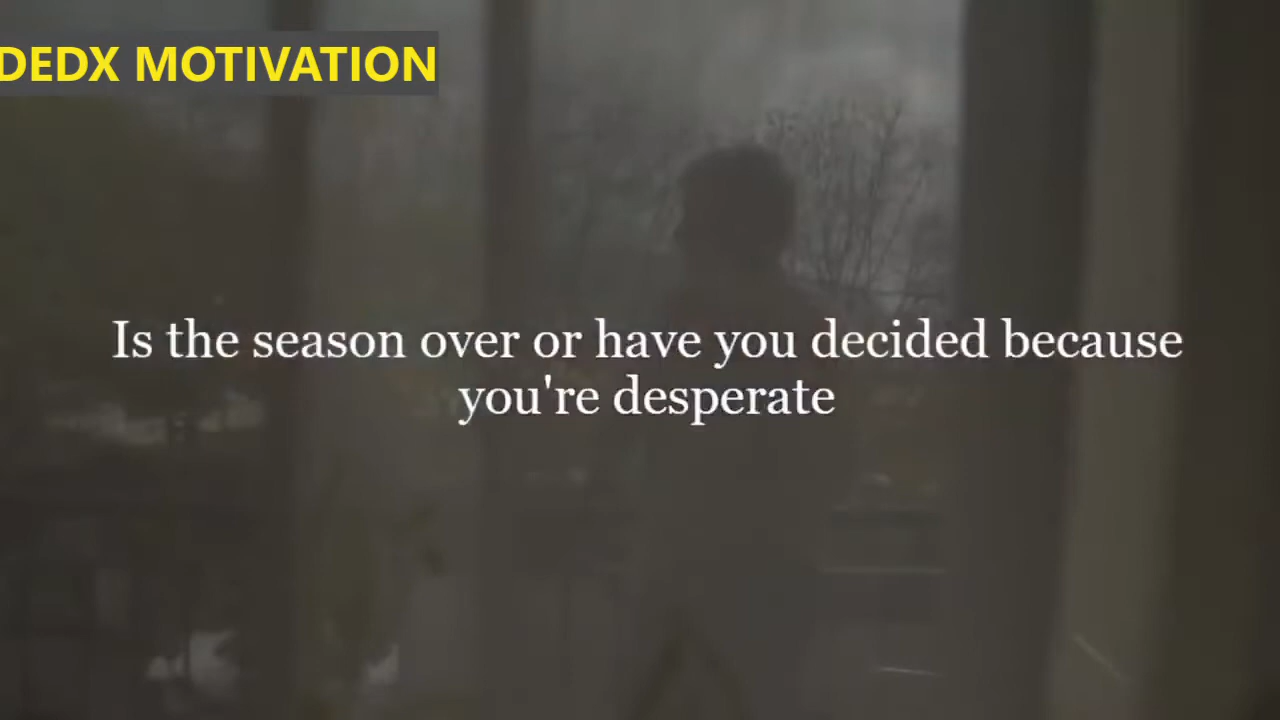 DEDX MOTIVATION
Is the season over or have you decided because
you're desperate